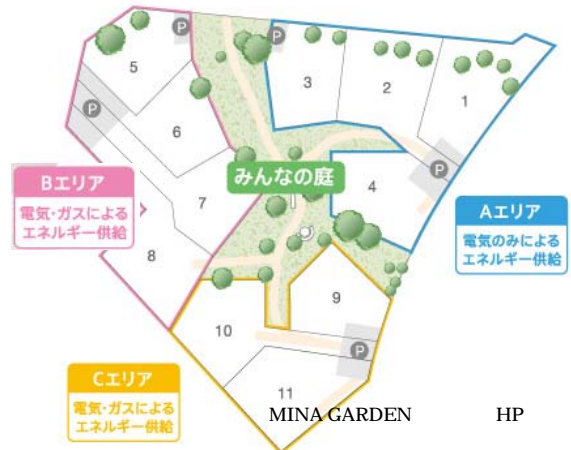 P
P
5
3
2
1
P
6
P
Bエリア
電気・ガスによる
エネルギー供給
みんなの庭
4
7
Aエリア
電気のみによる
エネルギー供給
8
9
10
P
Cエリア
電気・ガスによる
エネルギー供給
11
MINA GARDEN HP